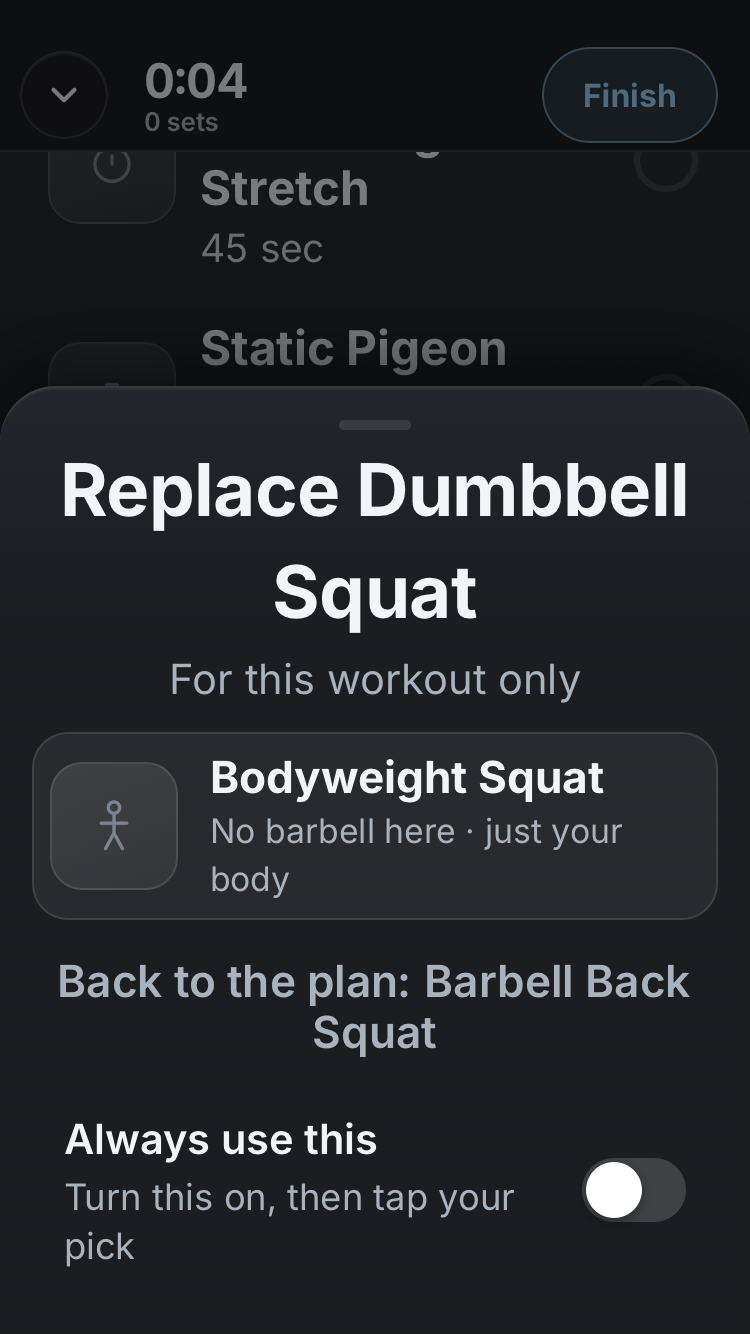 0:04
0 sets
Finish
Stretch
45 sec
Static Pigeon
Replace Dumbbell
Squat
For this workout only
Bodyweight Squat
No barbell here · just your
body
Back to the plan: Barbell Back
Squat
Always use this
Turn this on, then tap your
pick